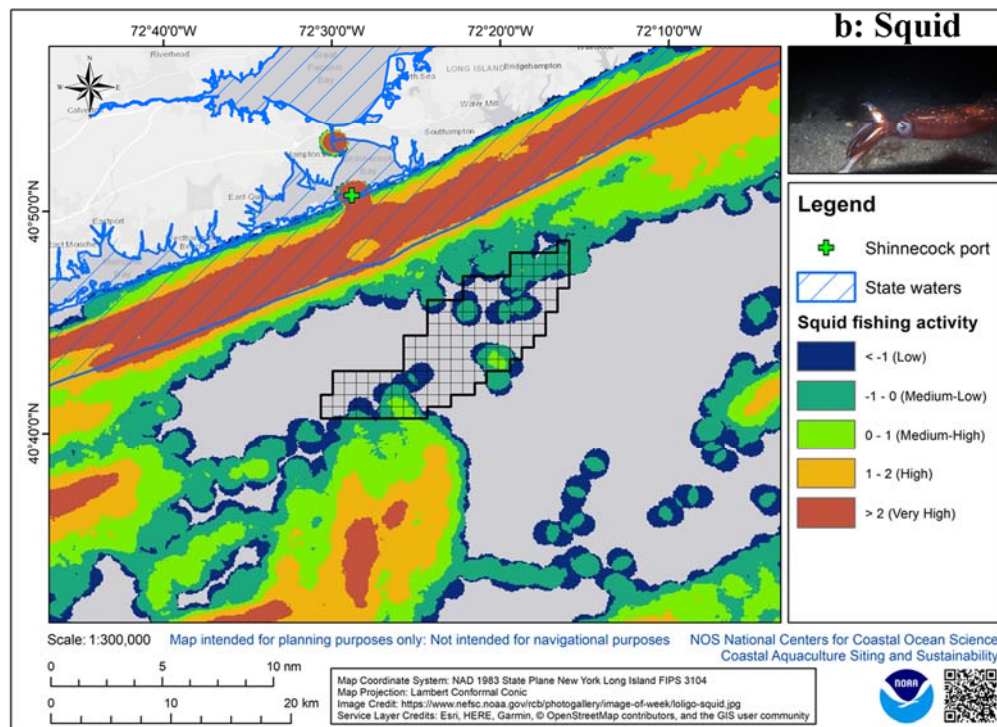 72°40'0"W
72°30'0"W
72°20'0"W
72°10'0"W
b: Squid
N
W
E
S
Riverhead
Great
Peconic
Bay
North Sea
LONG ISLAND
Bridgehampton
Water Mill
Southampton
40°50'0"N
40°40'0"N
Eastport
East Moriche
Legend
Shinnecock port
State waters
Squid fishing activity
< -1 (Low)
-1 - 0 (Medium-Low)
0 - 1 (Medium-High)
1 - 2 (High)
> 2 (Very High)
Scale: 1:300,000
Map intended for planning purposes only: Not intended for navigational purposes
NOS National Centers for Coastal Ocean Science
Coastal Aquaculture Siting and Sustainability
0 5 10 nm
0 10 20 km
Map Coordinate System: NAD 1983 State Plane New York Long Island FIPS 3104
Map Projection: Lambert Conformal Conic
Image Credit: https://www.nefsc.noaa.gov/rcb/photogallery/image-of-week/loligo-squid.jpg
Service Layer Credits: Esri, HERE, Garmin, © OpenStreetMap contributors, and the GIS user community
NOAA